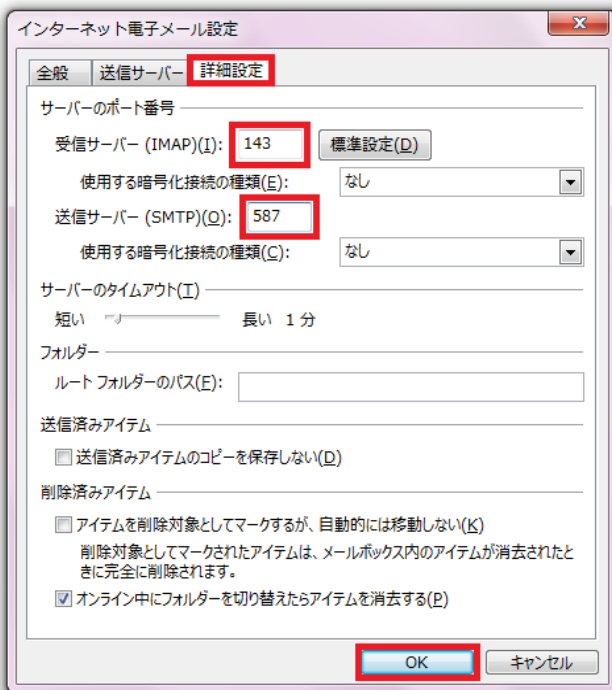 インターネット電子メール設定
全般 送信サーバー 詳細設定
サーバーのポート番号
受信サーバー (IMAP)(I): 143 標準設定(D)
使用する暗号化接続の種類(E): なし
送信サーバー (SMTP)(O): 587
使用する暗号化接続の種類(C): なし
サーバーのタイムアウト(T)
短い 長い 1 分
フォルダー
ルート フォルダーのパス(F):
送信済みアイテム
送信済みアイテムのコピーを保存しない(D)
削除済みアイテム
アイテムを削除対象としてマークするが、自動的には移動しない(K)
削除対象としてマークされたアイテムは、メールボックス内のアイテムが消去されたと
きに完全に削除されます。
オンライン中にフォルダーを切り替えたらアイテムを消去する(P)
OK キャンセル